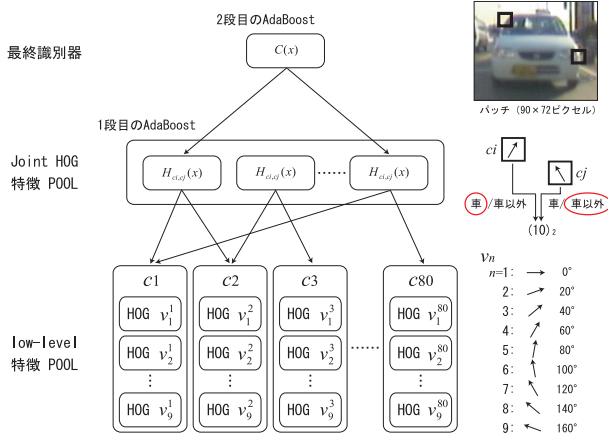 2段目のAdaBoost
最終識別器
C(x)
パッチ (90×72ピクセル)
1段目のAdaBoost
Joint HOG
特徴 POOL
H_{ci,cj}(x) H_{ci,cj}(x) ...... H_{ci,cj}(x)
ci
cj
車/車以外 車/車以外
(10)₂
c1 c2 c3 c80
low-level
特徴 POOL
HOG v_1^1 HOG v_1^2 HOG v_1^3 HOG v_1^{80}
HOG v_2^1 HOG v_2^2 HOG v_2^3 ...... HOG v_2^{80}
⋮ ⋮ ⋮ ⋮
HOG v_9^1 HOG v_9^2 HOG v_9^3 HOG v_9^{80}
v_n
n=1: → 0°
2: 20°
3: 40°
4: 60°
5: 80°
6: 100°
7: 120°
8: 140°
9: 160°